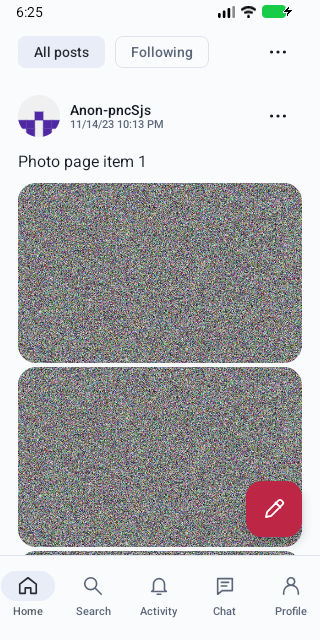 6:25
All posts
Following
Anon-pncSjs
11/14/23 10:13 PM
Photo page item 1
Home
Search
Activity
Chat
Profile